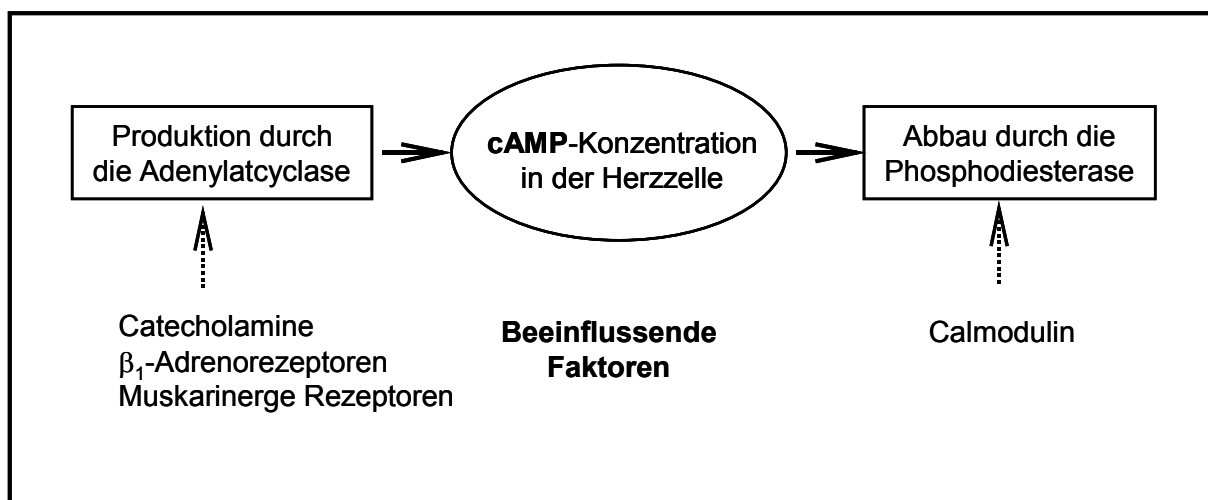 Produktion durch
die Adenylatcyclase
cAMP-Konzentration
in der Herzzelle
Abbau durch die
Phosphodiesterase
Catecholamine
β₁-Adrenorezeptoren
Muskarinerge Rezeptoren
Beeinflussende
Faktoren
Calmodulin